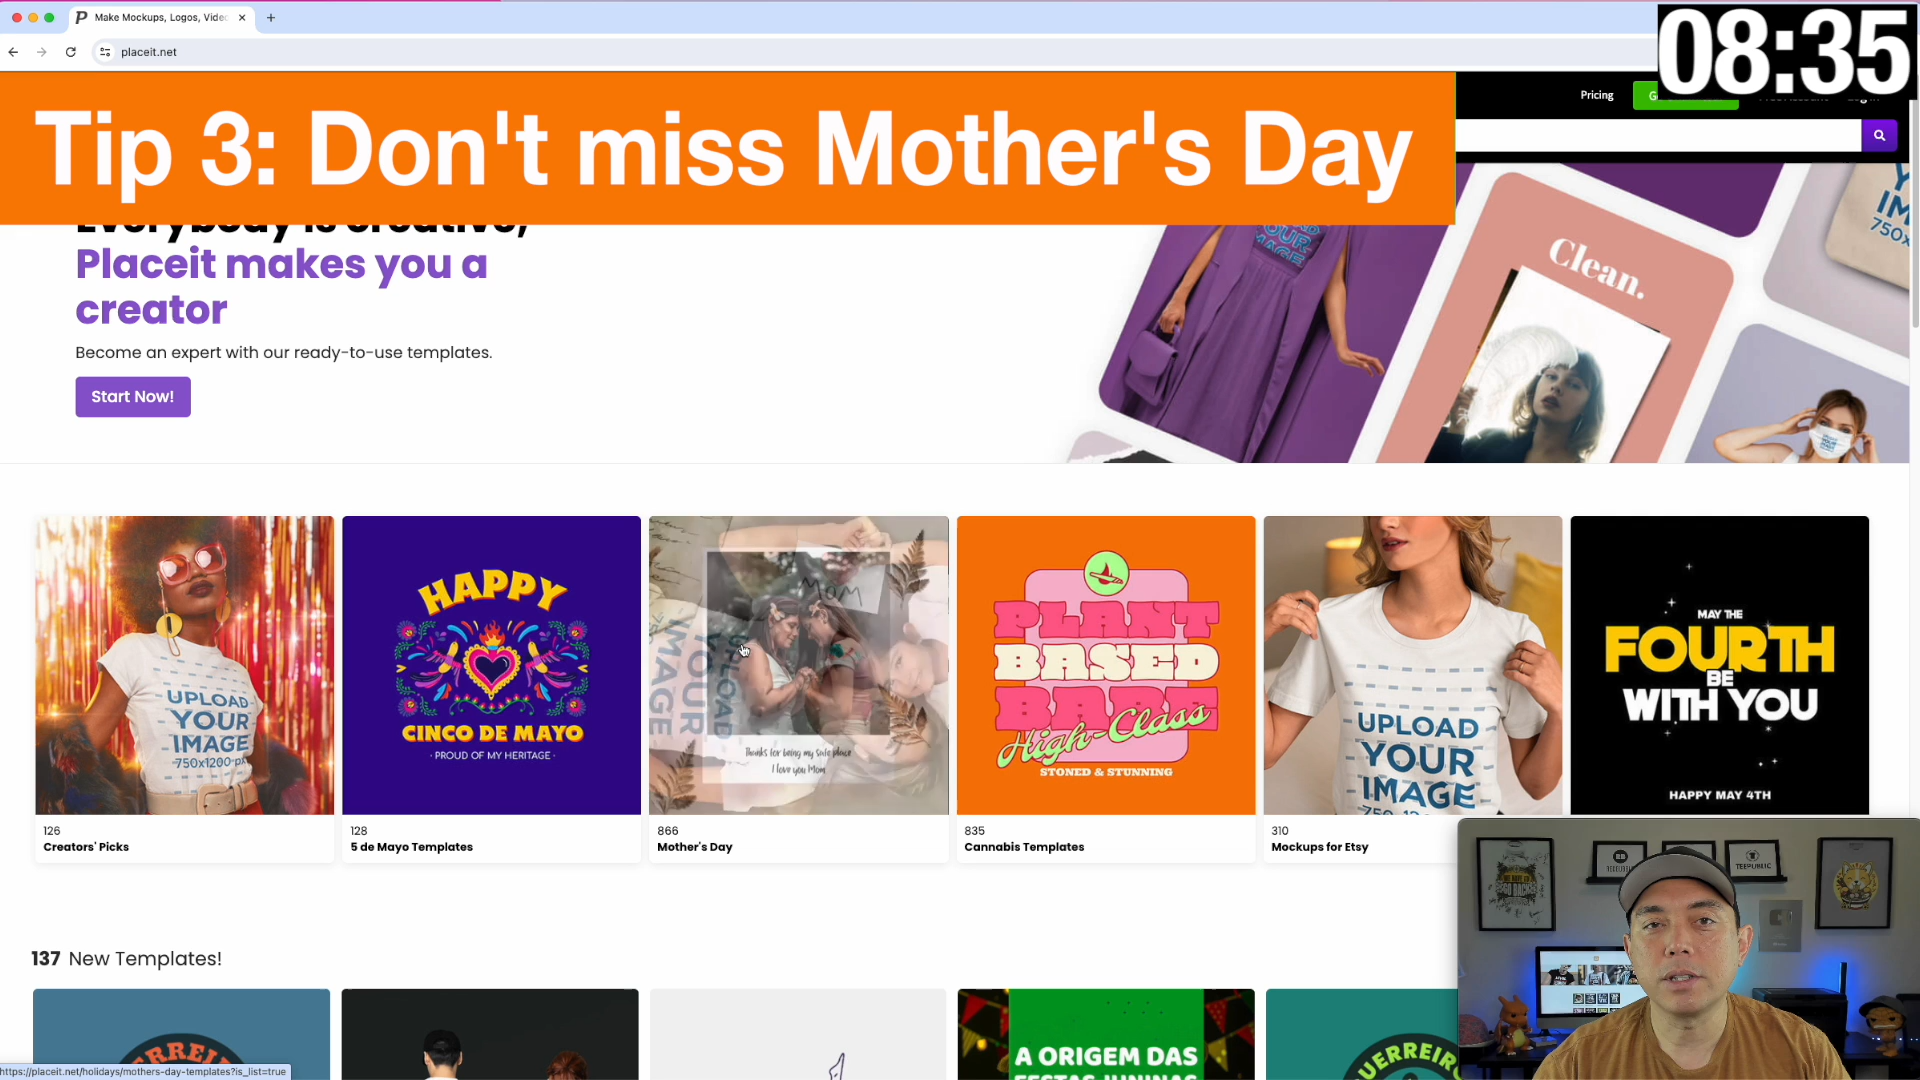 Make Mockups, Logos, Video
placeit.net
08:35
Tip 3: Don't miss Mother's Day
Pricing
Everybody is creative,
Placeit makes you a
creator
Become an expert with our ready-to-use templates.
Start Now!
YOUR
IMAGE
Clean.
IM
750x
UPLOAD
YOUR
IMAGE
750x1200 px
HAPPY
CINCO DE MAYO
· PROUD OF MY HERITAGE ·
Mom
UPLOAD
YOUR
IMAGE
Thanks for being my safe place
I love you Mom
PLANT
BASED
BABE
High-Class
STONED & STUNNING
UPLOAD
YOUR
IMAGE
MAY THE
FOURTH
BE
WITH YOU
HAPPY MAY 4TH
126
Creators' Picks
128
5 de Mayo Templates
866
Mother's Day
835
Cannabis Templates
310
Mockups for Etsy
TEEPUBLIC
137 New Templates!
A ORIGEM DAS
FESTAS JUNINAS
GUERREIRO
https://placeit.net/holidays/mothers-day-templates?is_list=true